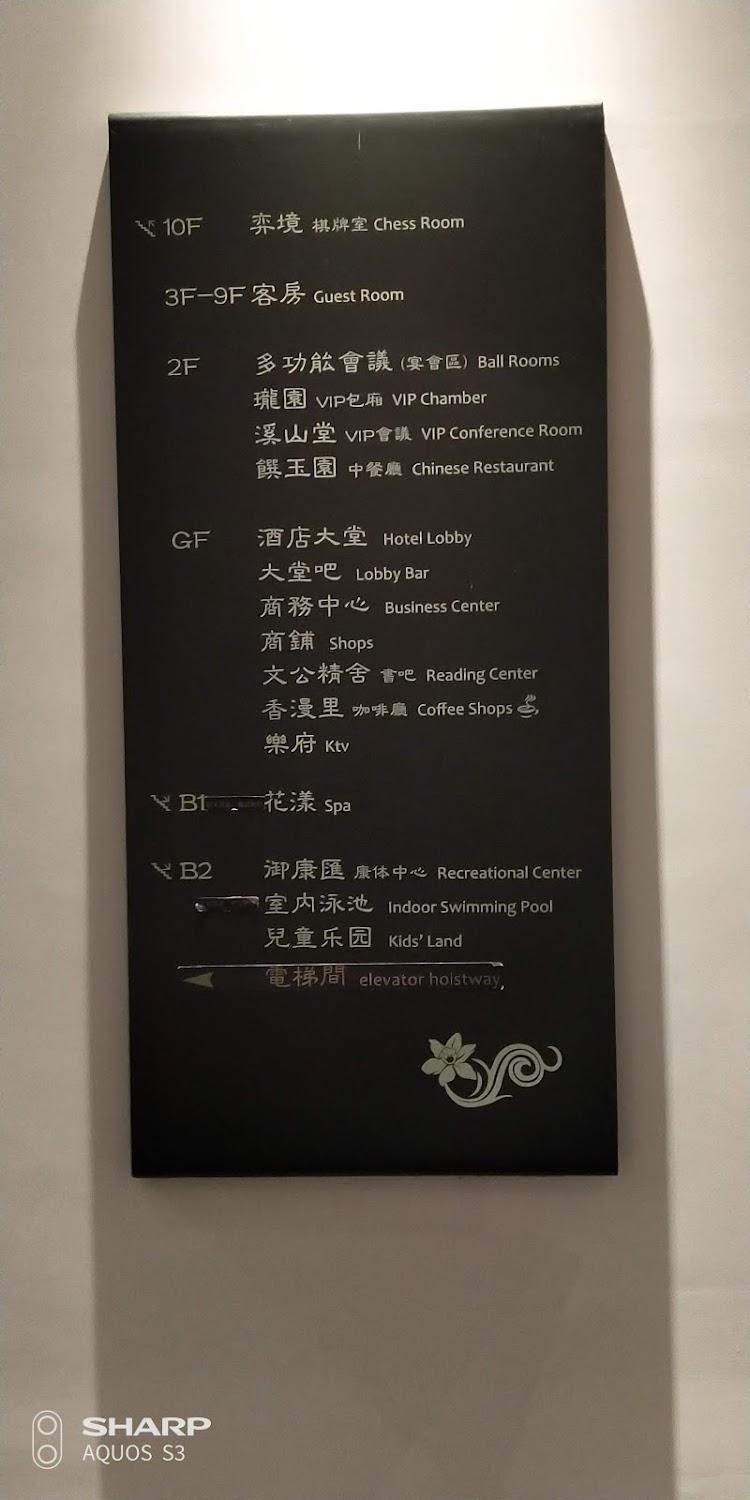 10F 弈境 棋牌室 Chess Room
3F-9F 客房 Guest Room
2F 多功能會議 (宴會區) Ball Rooms
瓏園 VIP包廂 VIP Chamber
溪山堂 VIP會議 VIP Conference Room
饌玉園 中餐廳 Chinese Restaurant
GF 酒店大堂 Hotel Lobby
大堂吧 Lobby Bar
商務中心 Business Center
商鋪 Shops
文公精舍 書吧 Reading Center
香漫里 咖啡廳 Coffee Shops
樂府 Ktv
B1 花漾 Spa
B2 御康匯 康体中心 Recreational Center
室内泳池 Indoor Swimming Pool
兒童乐园 Kids' Land
電梯間 elevator hoistway
SHARP
AQUOS S3